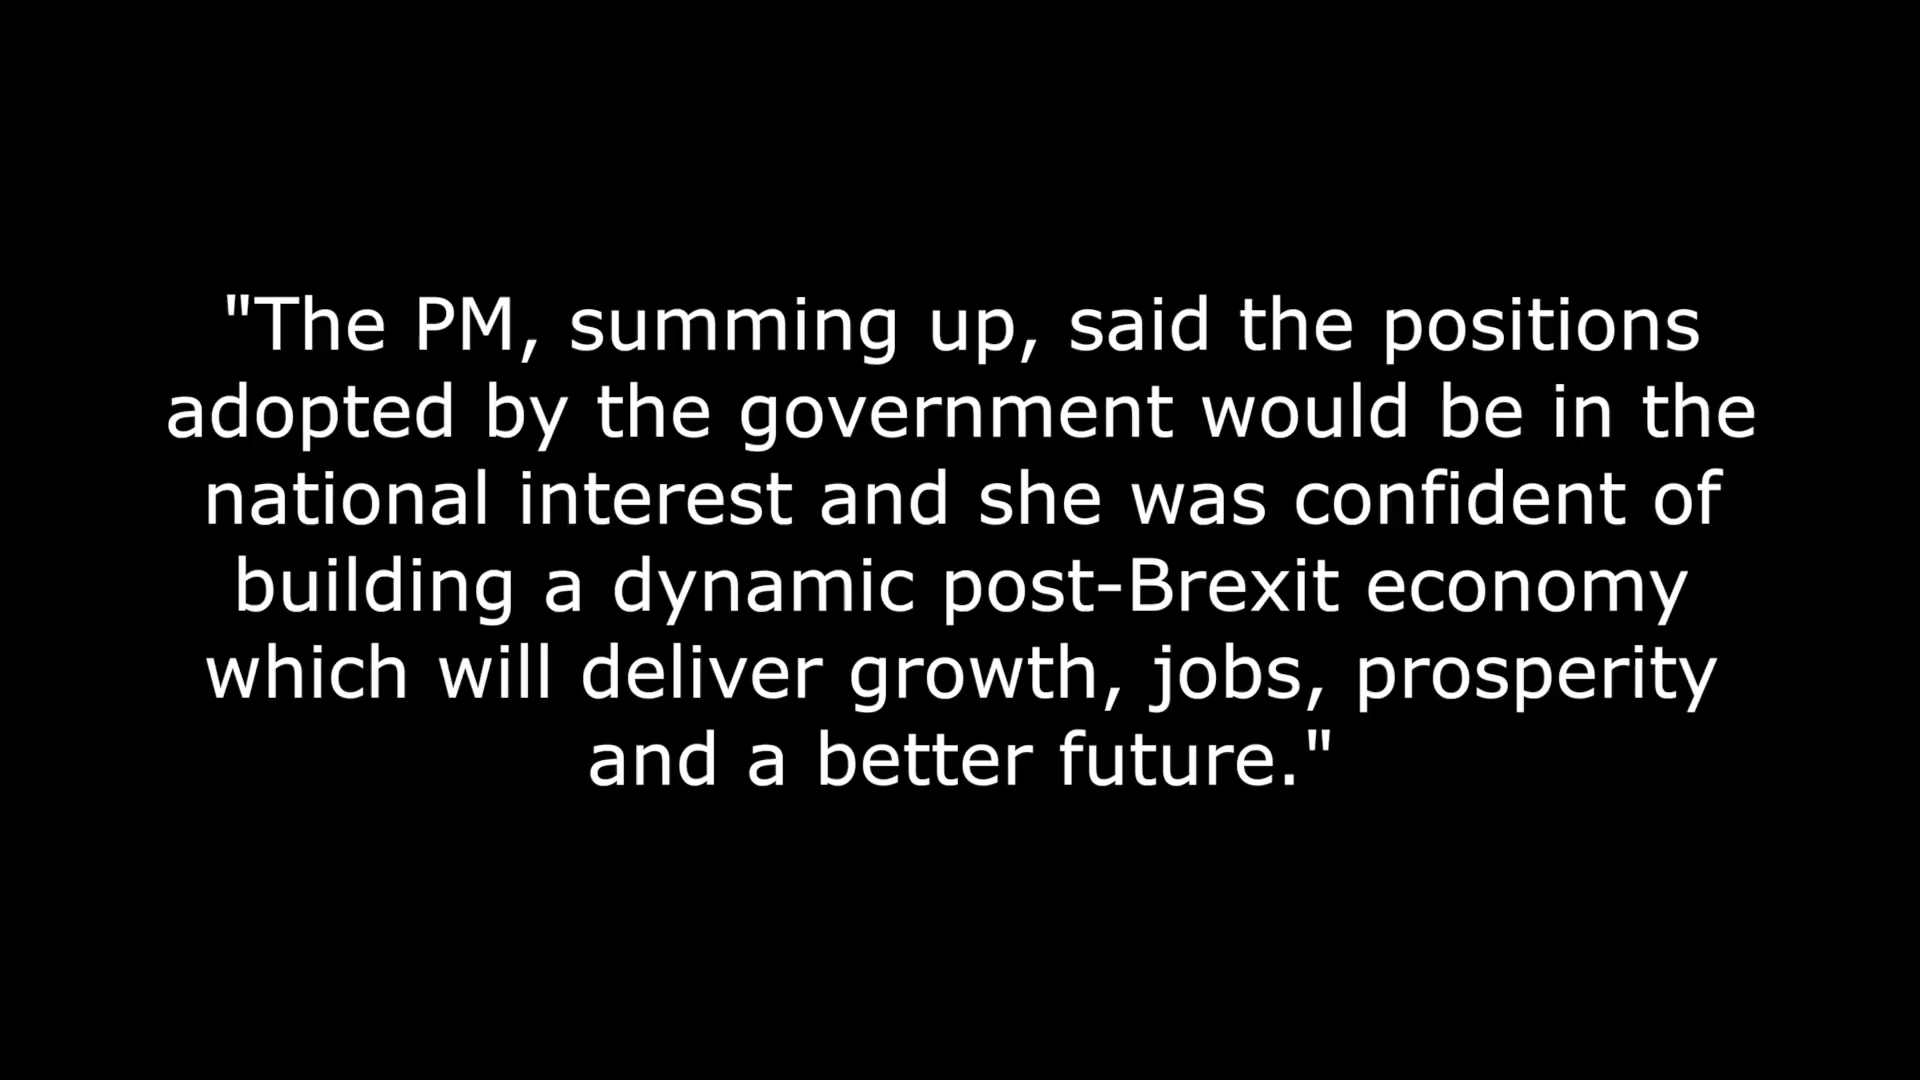 "The PM, summing up, said the positions
adopted by the government would be in the
national interest and she was confident of
building a dynamic post-Brexit economy
which will deliver growth, jobs, prosperity
and a better future."